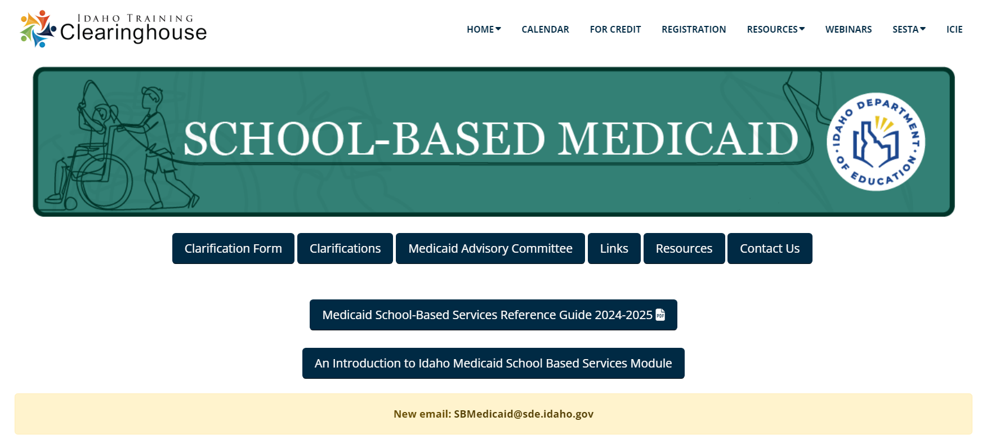 IDAHO TRAINING
Clearinghouse
HOME CALENDAR FOR CREDIT REGISTRATION RESOURCES WEBINARS SESTA ICIE
SCHOOL-BASED MEDICAID
IDAHO DEPARTMENT
• OF EDUCATION •
Clarification Form Clarifications Medicaid Advisory Committee Links Resources Contact Us
Medicaid School-Based Services Reference Guide 2024-2025 PDF
An Introduction to Idaho Medicaid School Based Services Module
New email: SBMedicaid@sde.idaho.gov